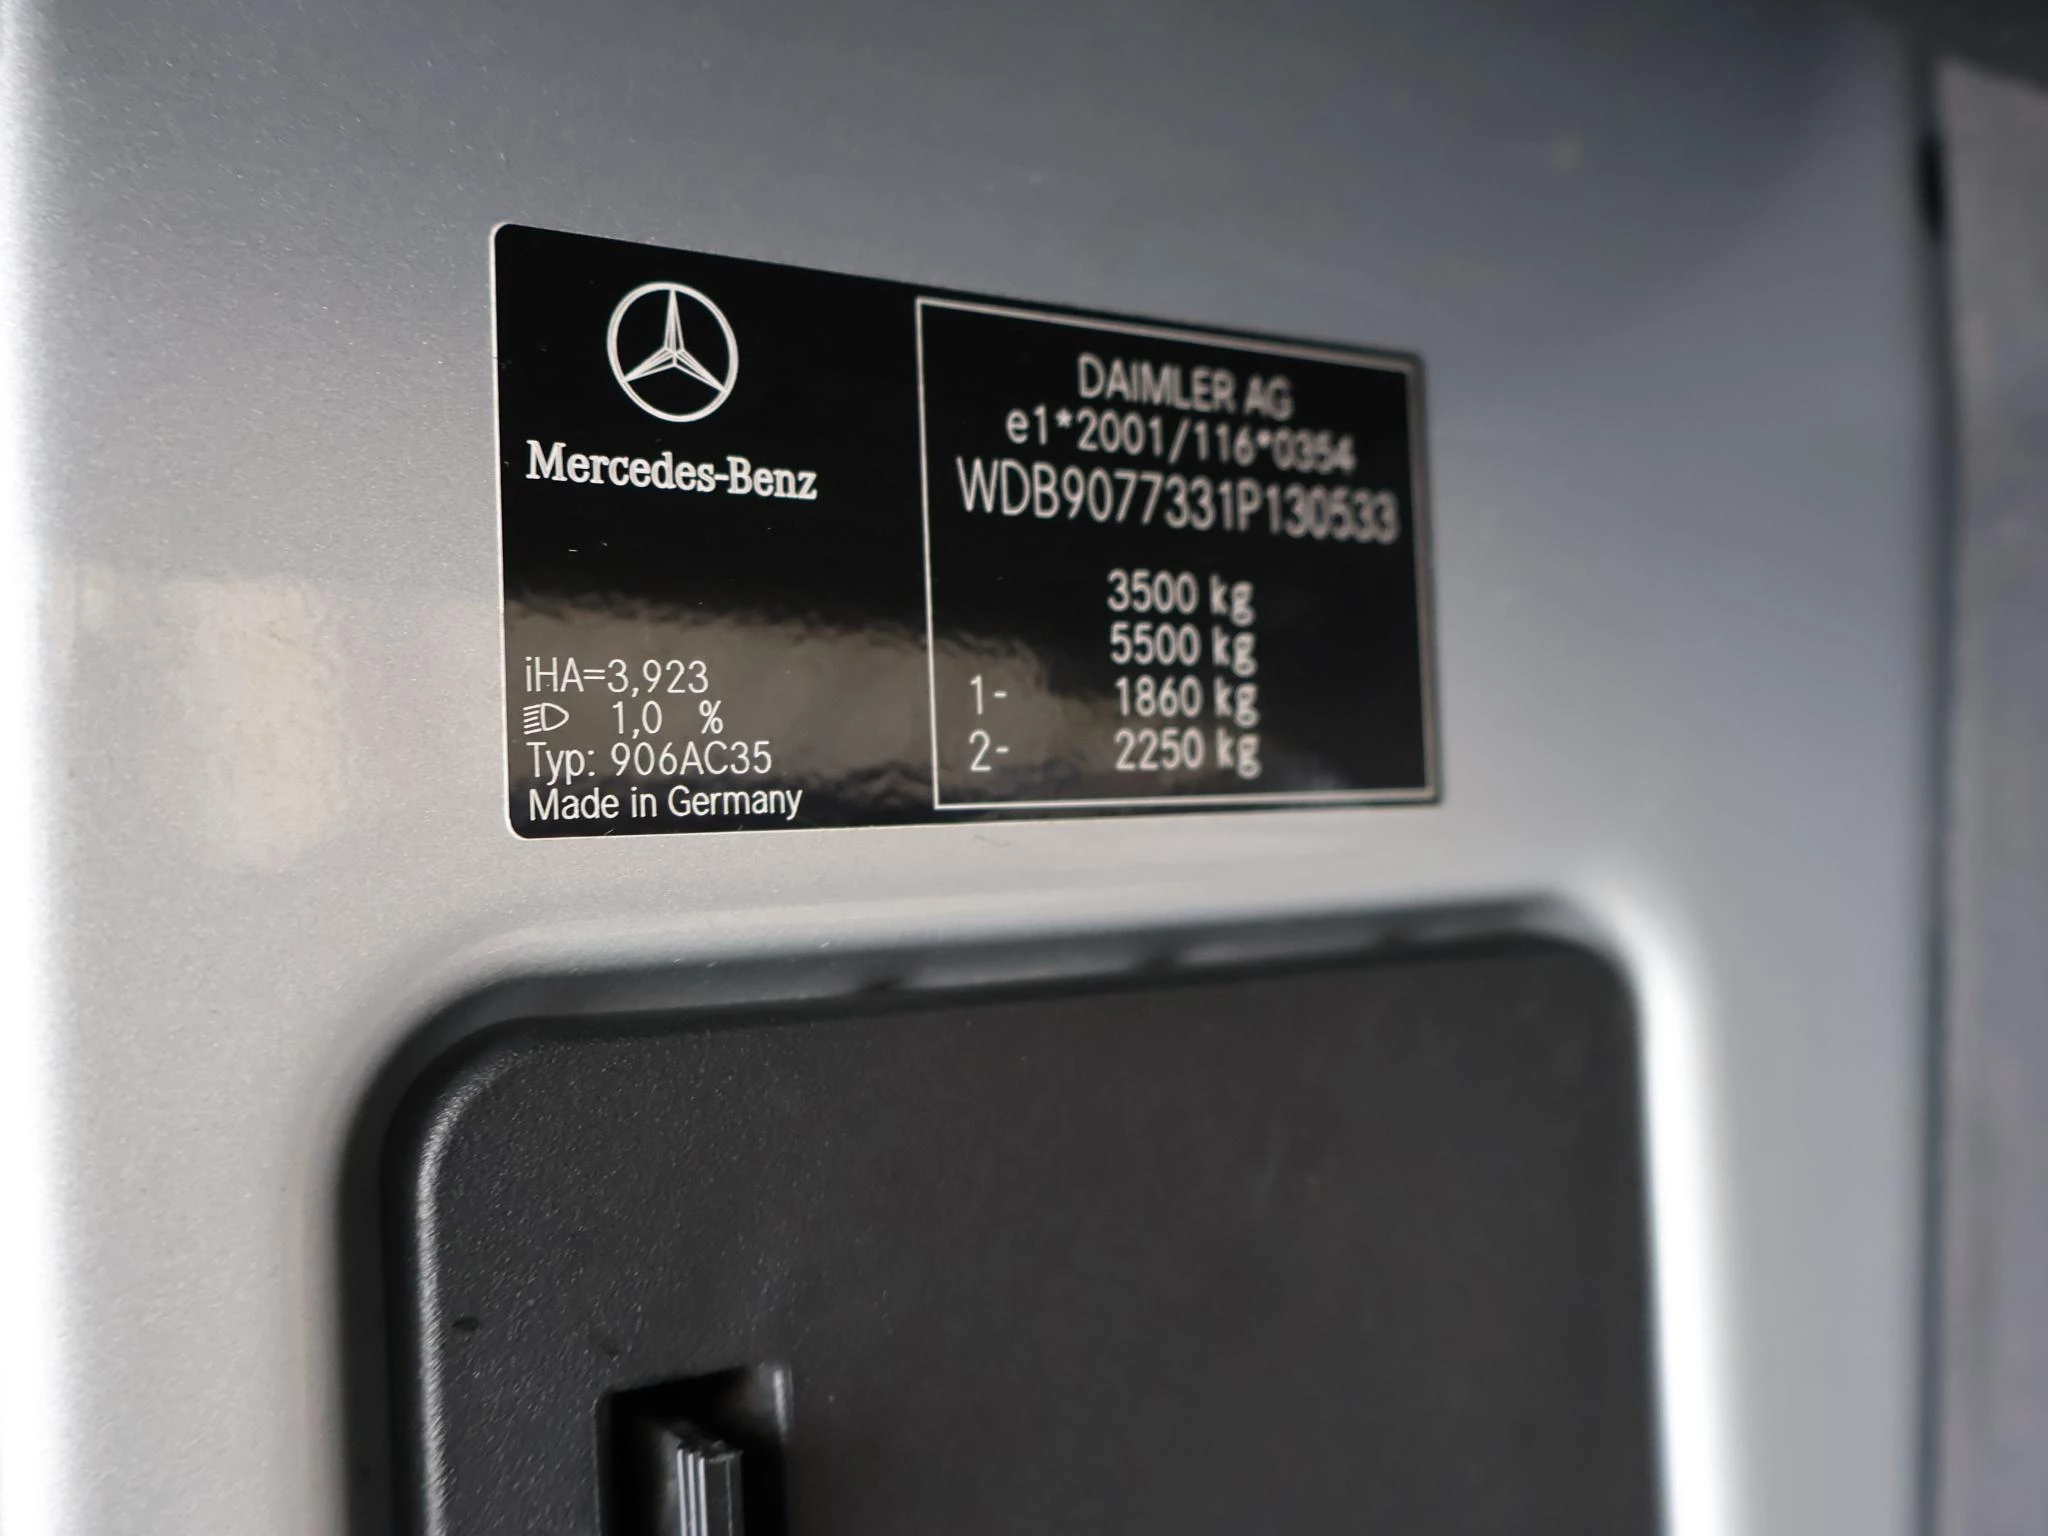 Mercedes-Benz
iHA=3,923
1,0 %
Typ: 906AC35
Made in Germany
DAIMLER AG
e1*2001/116*0354
WDB9077331P130533
3500 kg
5500 kg
1- 1860 kg
2- 2250 kg